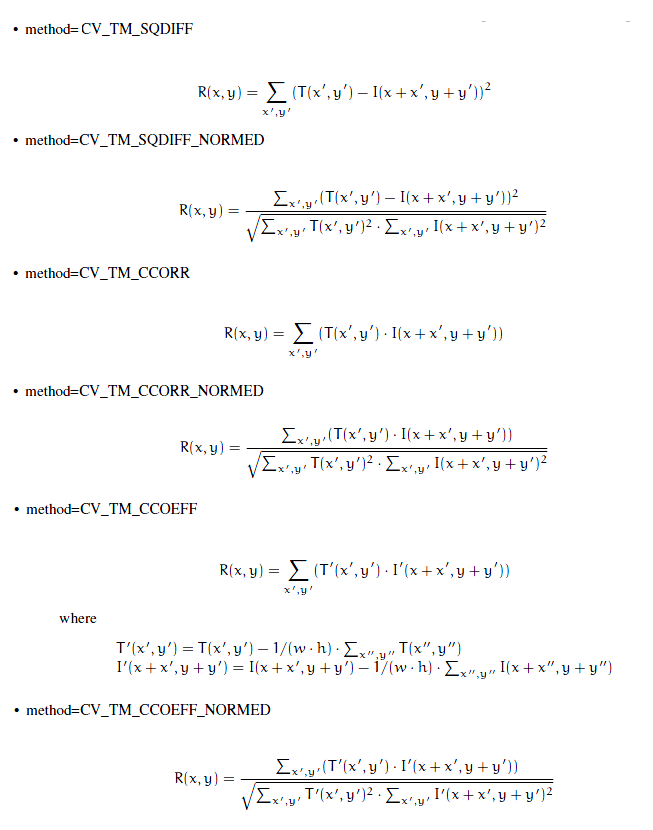 • method=CV_TM_SQDIFF
R(x,y) = ∑_{x′,y′} (T(x′,y′) − I(x+x′,y+y′))²
• method=CV_TM_SQDIFF_NORMED
R(x,y) = ∑_{x′,y′}(T(x′,y′) − I(x+x′,y+y′))² / √(∑_{x′,y′} T(x′,y′)² · ∑_{x′,y′} I(x+x′,y+y′)²)
• method=CV_TM_CCORR
R(x,y) = ∑_{x′,y′} (T(x′,y′) · I(x+x′,y+y′))
• method=CV_TM_CCORR_NORMED
R(x,y) = ∑_{x′,y′}(T(x′,y′) · I(x+x′,y+y′)) / √(∑_{x′,y′} T(x′,y′)² · ∑_{x′,y′} I(x+x′,y+y′)²)
• method=CV_TM_CCOEFF
R(x,y) = ∑_{x′,y′} (T′(x′,y′) · I′(x+x′,y+y′))
where
T′(x′,y′) = T(x′,y′) − 1/(w · h) · ∑_{x″,y″} T(x″,y″)
I′(x+x′,y+y′) = I(x+x′,y+y′) − 1/(w · h) · ∑_{x″,y″} I(x+x″,y+y″)
• method=CV_TM_CCOEFF_NORMED
R(x,y) = ∑_{x′,y′}(T′(x′,y′) · I′(x+x′,y+y′)) / √(∑_{x′,y′} T′(x′,y′)² · ∑_{x′,y′} I′(x+x′,y+y′)²)